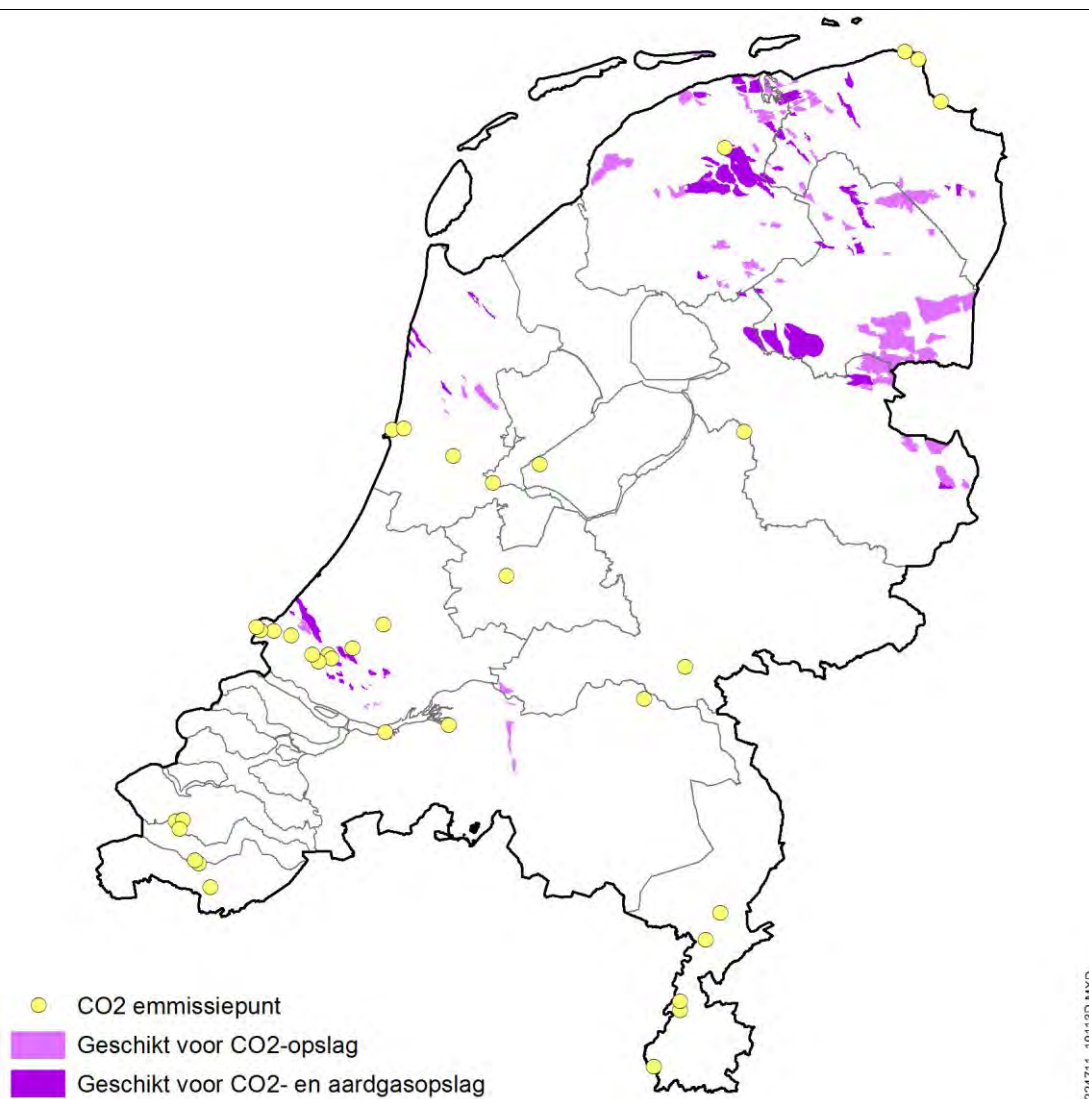 CO2 emmissiepunt
Geschikt voor CO2-opslag
Geschikt voor CO2- en aardgasopslag